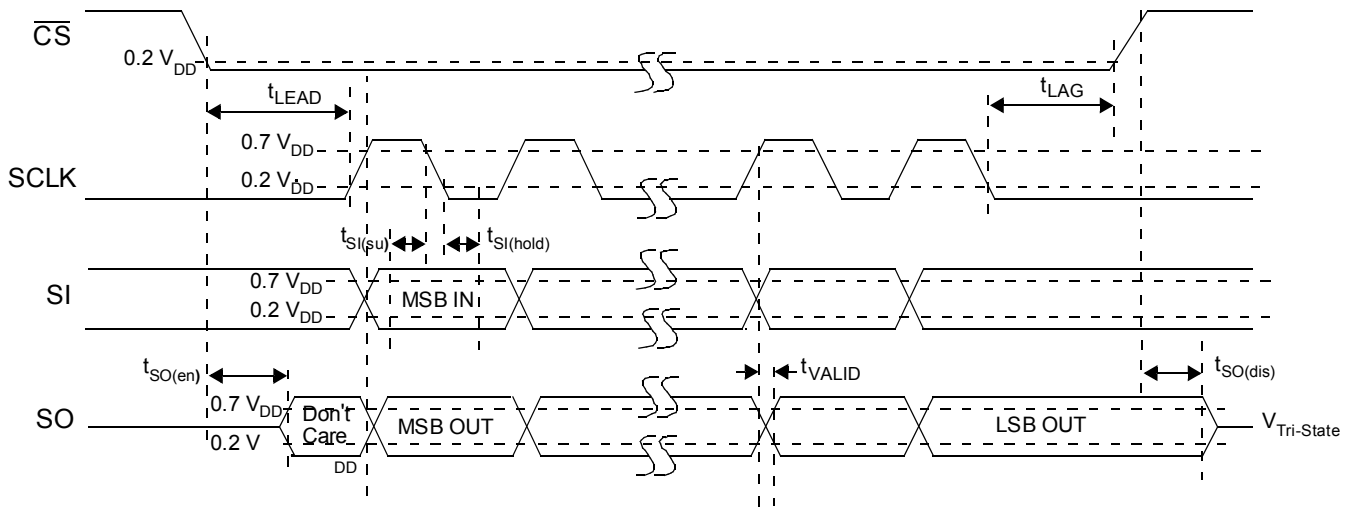 CS
0.2 VDD
tLEAD
tLAG
0.7 VDD
SCLK
0.2 VDD
tSI(su)
tSI(hold)
SI
0.7 VDD
MSB IN
0.2 VDD
tSO(en)
tVALID
tSO(dis)
SO
0.7 VDD
Don't
Care
MSB OUT
LSB OUT
VTri-State
0.2 V
DD